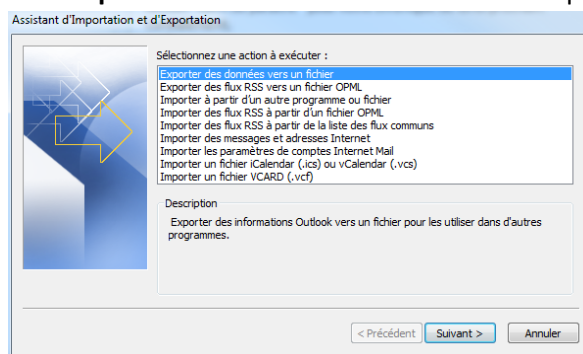 Assistant d'Importation et d'Exportation
Sélectionnez une action à exécuter :
Exporter des données vers un fichier
Exporter des flux RSS vers un fichier OPML
Importer à partir d'un autre programme ou fichier
Importer des flux RSS à partir d'un fichier OPML
Importer des flux RSS à partir de la liste des flux communs
Importer des messages et adresses Internet
Importer les paramètres de comptes Internet Mail
Importer un fichier iCalendar (.ics) ou vCalendar (.vcs)
Importer un fichier VCARD (.vcf)
Description
Exporter des informations Outlook vers un fichier pour les utiliser dans d'autres
programmes.
< Précédent Suivant > Annuler